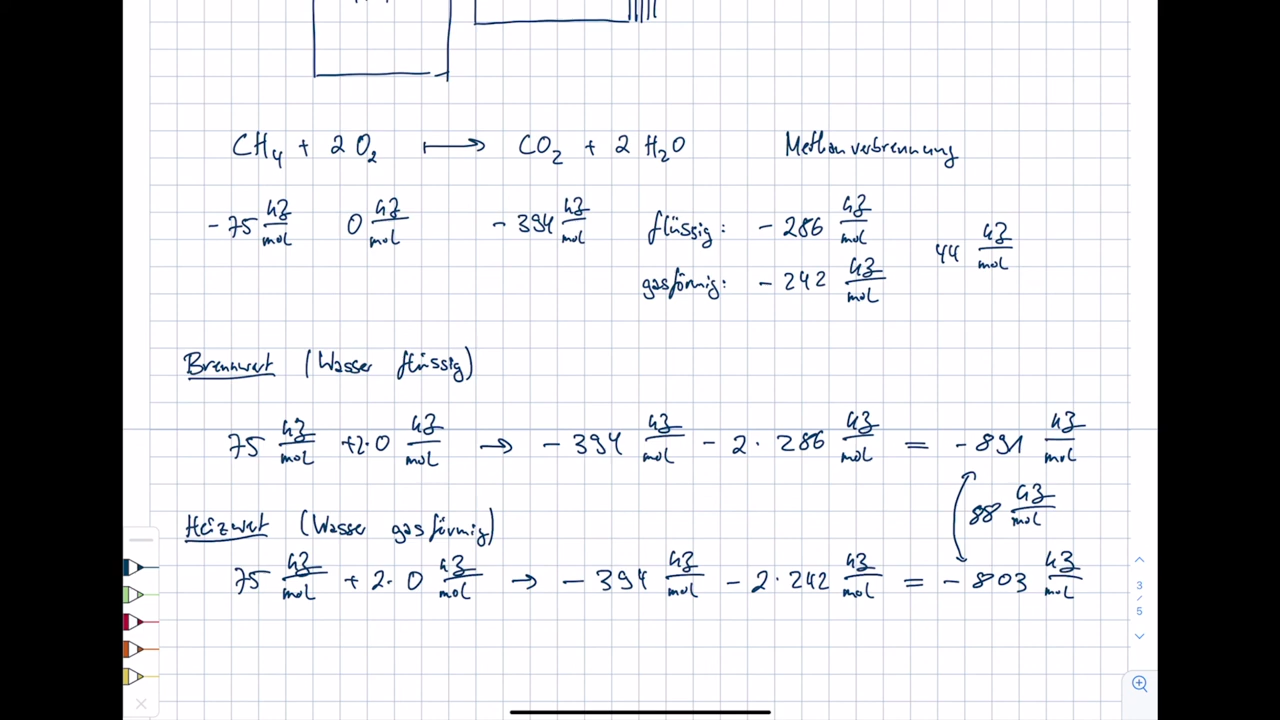 CH₄ + 2 O₂ ⟼ CO₂ + 2 H₂O Methanverbrennung
- 75 kJ/mol 0 kJ/mol - 394 kJ/mol flüssig: - 286 kJ/mol
44 kJ/mol
gasförmig: - 242 kJ/mol
Brennwert (Wasser flüssig)
75 kJ/mol +2·0 kJ/mol → - 394 kJ/mol - 2 · 286 kJ/mol = - 891 kJ/mol
88 kJ/mol
Heizwert (Wasser gasförmig)
75 kJ/mol + 2· 0 kJ/mol → - 394 kJ/mol - 2·242 kJ/mol = - 803 kJ/mol
3
/
5